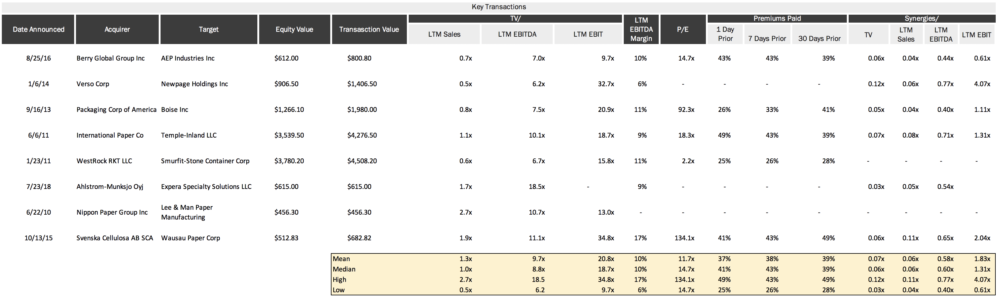 Key Transactions
Date Announced Acquirer Target Equity Value Transasction Value TV/ LTM EBITDA Margin P/E Premiums Paid Synergies/
LTM Sales LTM EBITDA LTM EBIT 1 Day Prior 7 Days Prior 30 Days Prior TV LTM Sales LTM EBITDA LTM EBIT
8/25/16 Berry Global Group Inc AEP Industries Inc $612.00 $800.80 0.7x 7.0x 9.7x 10% 14.7x 43% 43% 39% 0.06x 0.04x 0.44x 0.61x
1/6/14 Verso Corp Newpage Holdings Inc $906.50 $1,406.50 0.5x 6.2x 32.7x 6% - - - - 0.12x 0.06x 0.77x 4.07x
9/16/13 Packaging Corp of America Boise Inc $1,266.10 $1,980.00 0.8x 7.5x 20.9x 11% 92.3x 26% 33% 41% 0.05x 0.04x 0.40x 1.11x
6/6/11 International Paper Co Temple-Inland LLC $3,539.50 $4,276.50 1.1x 10.1x 18.7x 9% 18.3x 49% 43% 39% 0.07x 0.08x 0.71x 1.31x
1/23/11 WestRock RKT LLC Smurfit-Stone Container Corp $3,780.20 $4,508.20 0.6x 6.7x 15.8x 11% 2.2x 25% 26% 28% - - - -
7/23/18 Ahlstrom-Munksjo Oyj Expera Specialty Solutions LLC $615.00 $615.00 1.7x 18.5x - 9% - - - - 0.03x 0.05x 0.54x
6/22/10 Nippon Paper Group Inc Lee & Man Paper Manufacturing $456.30 $456.30 2.7x 10.7x 13.0x - - - - - - - - -
10/13/15 Svenska Cellulosa AB SCA Wausau Paper Corp $512.83 $682.82 1.9x 11.1x 34.8x 17% 134.1x 41% 43% 49% 0.06x 0.11x 0.65x 2.04x
Mean 1.3x 9.7x 20.8x 10% 11.7x 37% 38% 39% 0.07x 0.06x 0.58x 1.83x
Median 1.0x 8.8x 18.7x 10% 14.7x 41% 43% 39% 0.06x 0.06x 0.60x 1.31x
High 2.7x 18.5 34.8x 17% 134.1x 49% 43% 49% 0.12x 0.11x 0.77x 4.07x
Low 0.5x 6.2 9.7x 6% 14.7x 25% 26% 28% 0.03x 0.04x 0.40x 0.61x